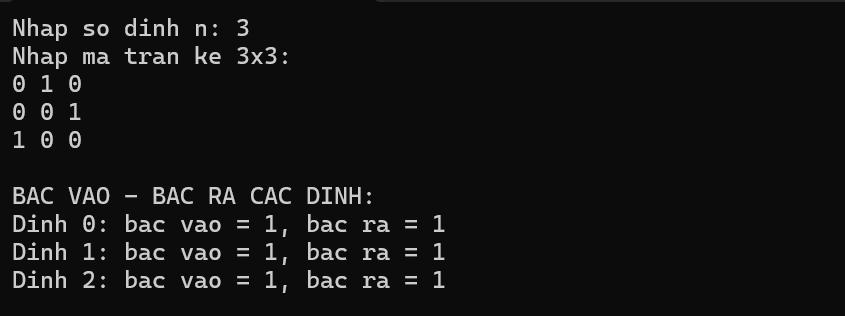 Nhap so dinh n: 3
Nhap ma tran ke 3x3:
0 1 0
0 0 1
1 0 0
BAC VAO - BAC RA CAC DINH:
Dinh 0: bac vao = 1, bac ra = 1
Dinh 1: bac vao = 1, bac ra = 1
Dinh 2: bac vao = 1, bac ra = 1